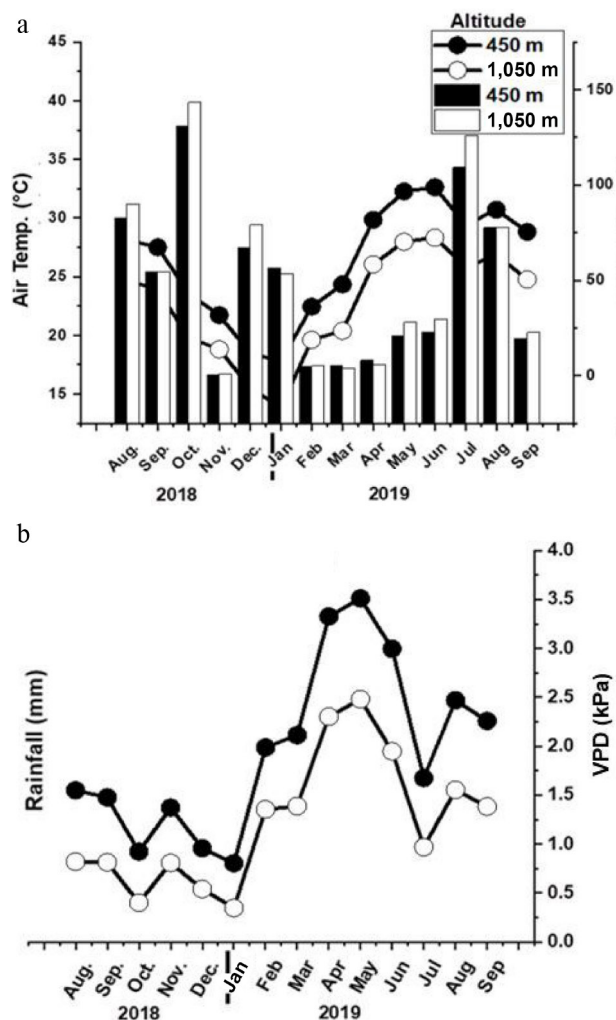 a
Altitude
450 m
1,050 m
450 m
1,050 m
Air Temp. (°C)
45
40
35
30
25
20
15
150
100
50
0
Aug. Sep. Oct. Nov. Dec. Jan Feb Mar Apr May Jun Jul Aug Sep
2018 2019
b
Rainfall (mm)
VPD (kPa)
4.0
3.5
3.0
2.5
2.0
1.5
1.0
0.5
0.0
Aug. Sep. Oct. Nov. Dec. Jan Feb Mar Apr May Jun Jul Aug Sep
2018 2019